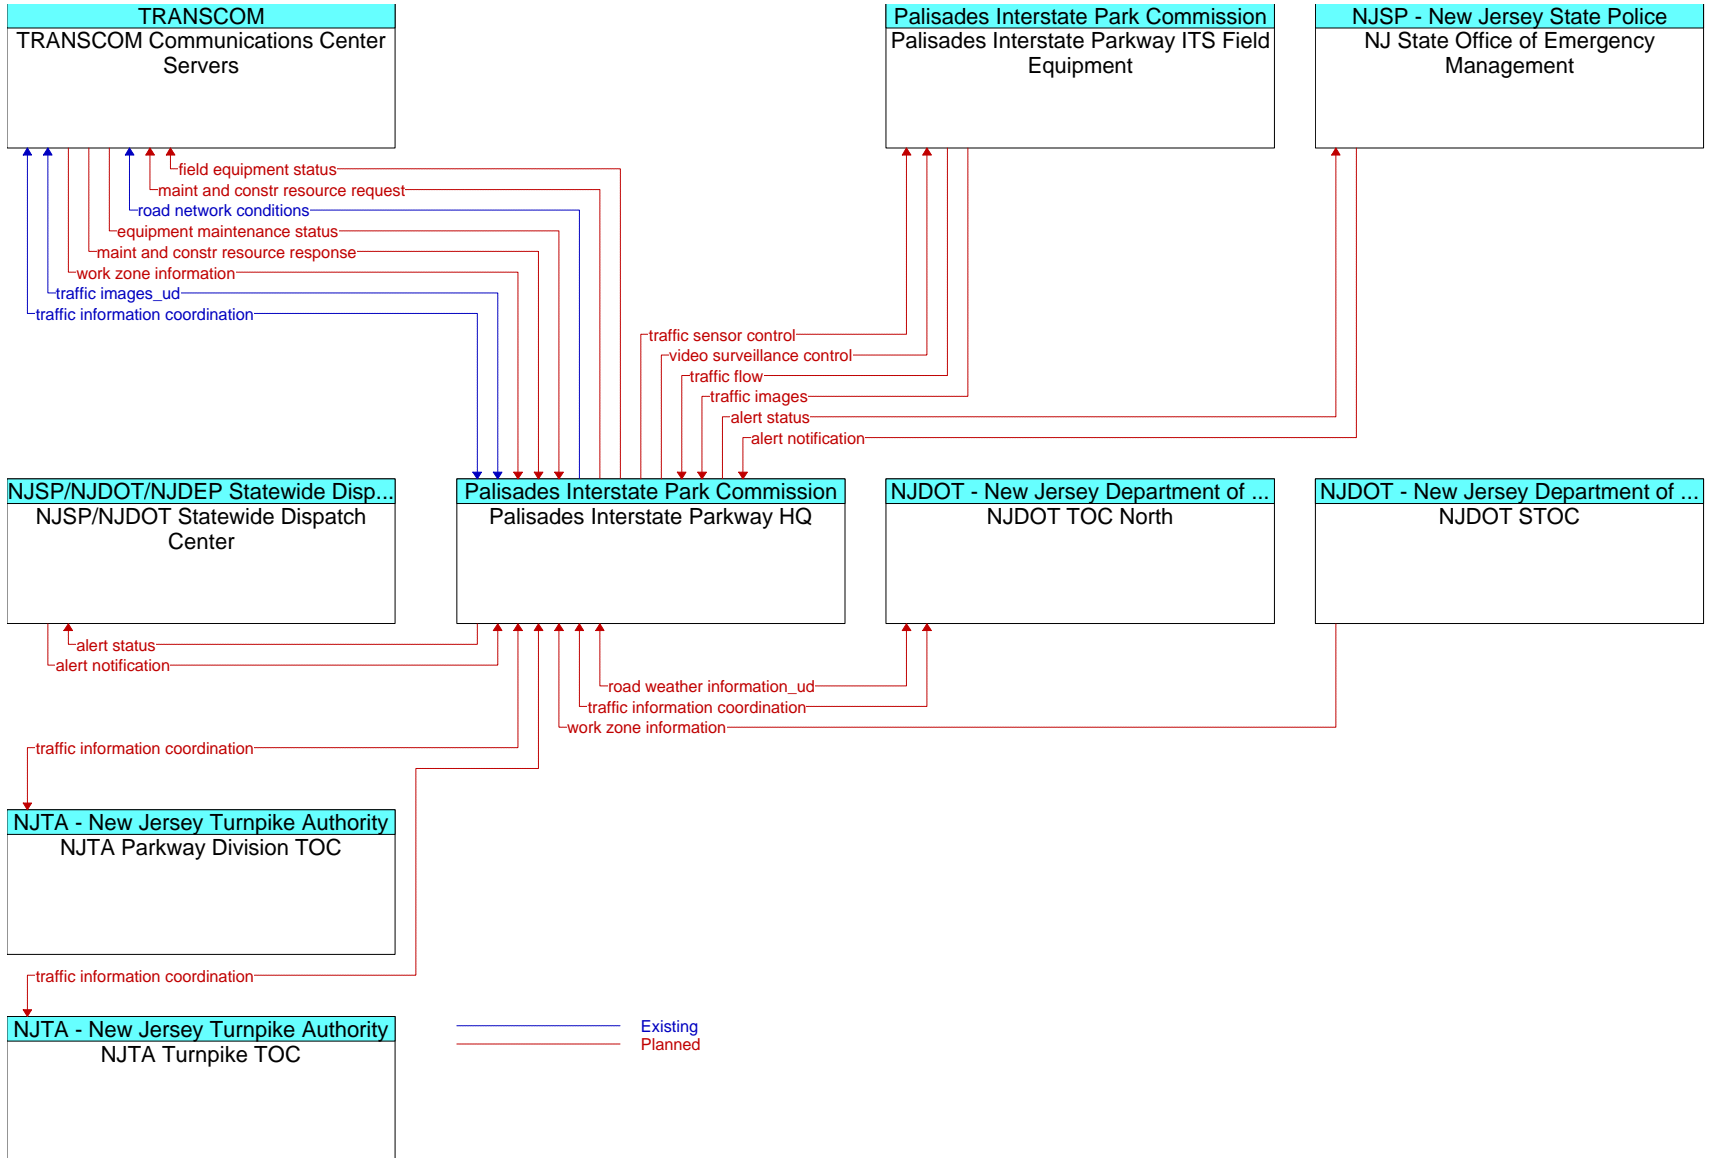 TRANSCOM
TRANSCOM Communications Center
Servers
Palisades Interstate Park Commission
Palisades Interstate Parkway ITS Field
Equipment
NJSP - New Jersey State Police
NJ State Office of Emergency
Management
field equipment status
maint and constr resource request
road network conditions
equipment maintenance status
maint and constr resource response
work zone information
traffic images_ud
traffic information coordination
traffic sensor control
video surveillance control
traffic flow
traffic images
alert status
alert notification
NJSP/NJDOT/NJDEP Statewide Disp...
NJSP/NJDOT Statewide Dispatch
Center
Palisades Interstate Park Commission
Palisades Interstate Parkway HQ
NJDOT - New Jersey Department of ...
NJDOT TOC North
NJDOT - New Jersey Department of ...
NJDOT STOC
alert status
alert notification
road weather information_ud
traffic information coordination
work zone information
traffic information coordination
NJTA - New Jersey Turnpike Authority
NJTA Parkway Division TOC
traffic information coordination
NJTA - New Jersey Turnpike Authority
NJTA Turnpike TOC
Existing
Planned